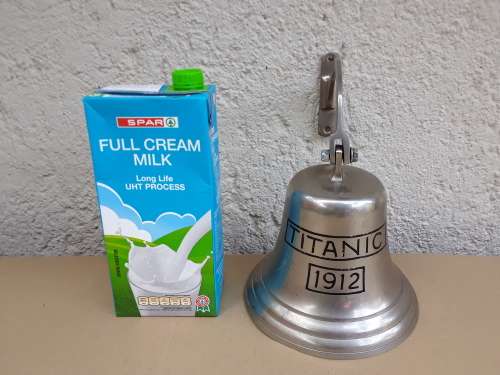 SPAR
FULL CREAM
MILK
Long Life
UHT PROCESS
TITANIC
1912